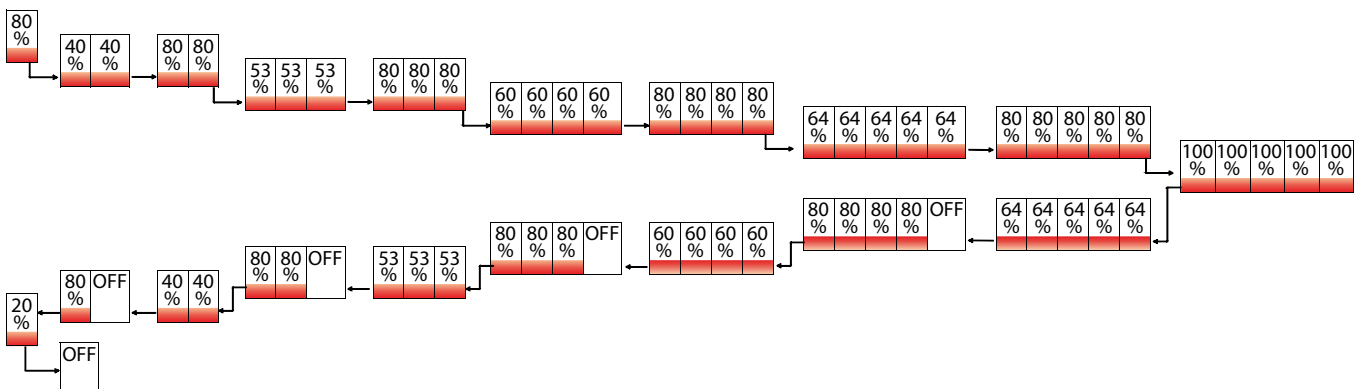 80
%
40 40
% %
80 80
% %
53 53 53
% % %
80 80 80
% % %
60 60 60 60
% % % %
80 80 80 80
% % % %
64 64 64 64 64
% % % % %
80 80 80 80 80
% % % % %
100 100 100 100 100
% % % % %
64 64 64 64 64
% % % % %
80 80 80 80 OFF
% % % %
60 60 60 60
% % % %
80 80 80 OFF
% % %
53 53 53
% % %
80 80 OFF
% %
40 40
% %
80 OFF
%
20
%
OFF